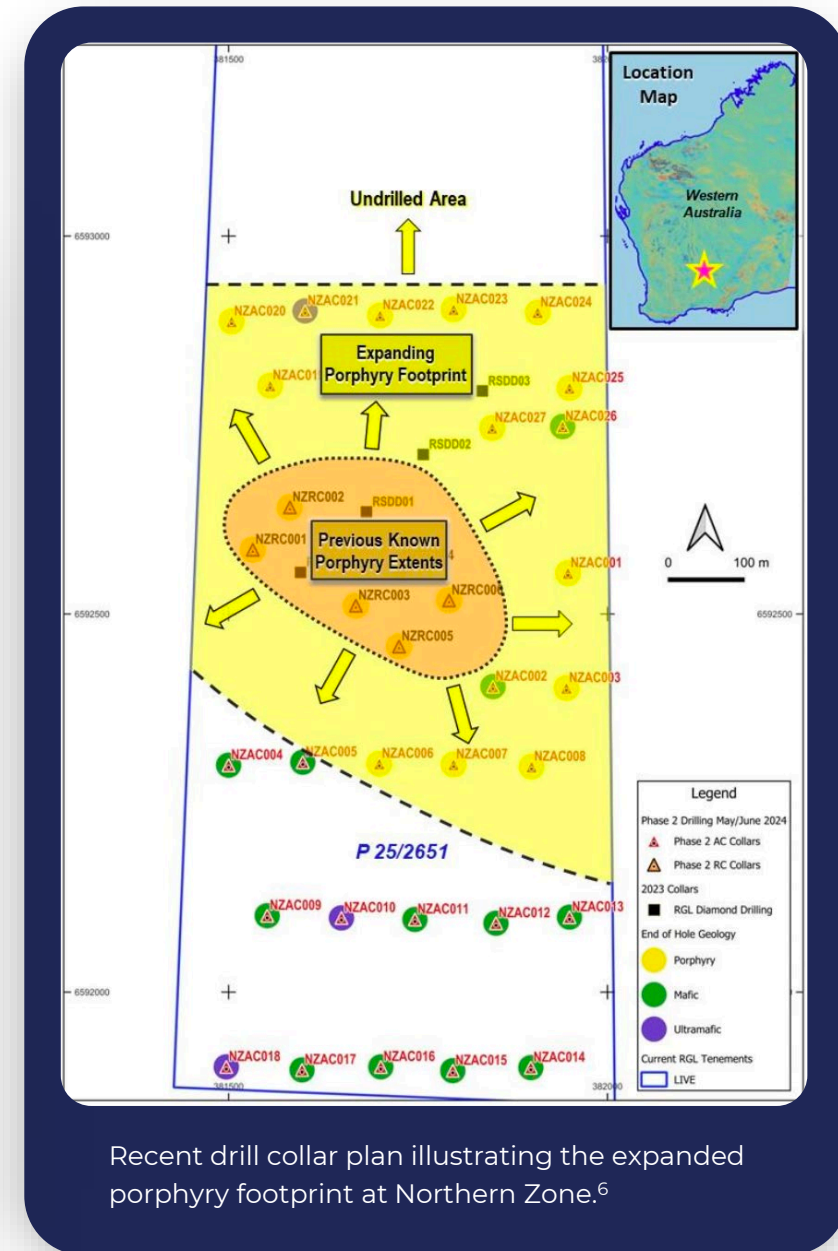 381500
382
Location
Map
Western
Australia
Undrilled Area
6593000
NZAC020
NZAC021
NZAC022
NZAC023
NZAC024
Expanding
Porphyry Footprint
NZAC01
RSDD03
NZAC025
NZAC027
NZAC026
RSDD02
NZRC002
RSDD01
NZRC001
Previous Known
Porphyry Extents
NZAC001
0 100 m
NZRC003
NZRC006
6592500
6592500
NZRC005
NZAC002
NZAC003
NZAC004
NZAC005
NZAC006
NZAC007
NZAC008
P 25/2651
NZAC009
NZAC010
NZAC011
NZAC012
NZAC013
6592000
NZAC018
NZAC017
NZAC016
NZAC015
NZAC014
381500
382000
Legend
Phase 2 Drilling May/June 2024
Phase 2 AC Collars
Phase 2 RC Collars
2023 Collars
RGL Diamond Drilling
End of Hole Geology
Porphyry
Mafic
Ultramafic
Current RGL Tenements
LIVE
Recent drill collar plan illustrating the expanded
porphyry footprint at Northern Zone.⁶